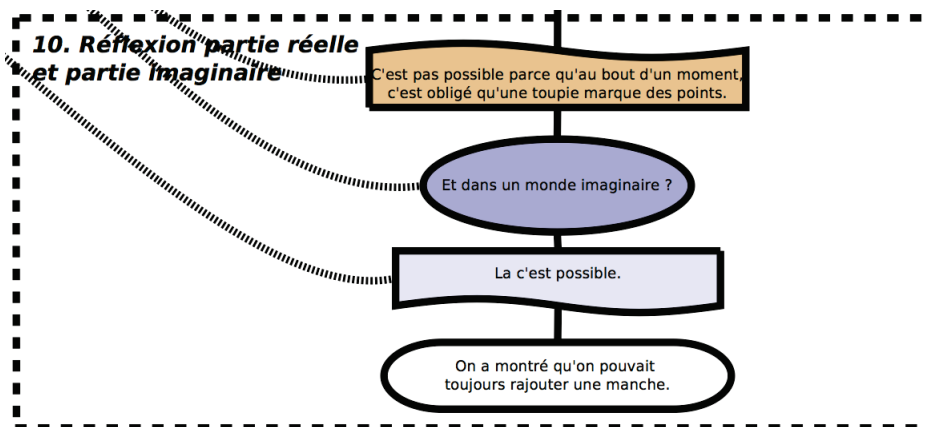 10. Réflexion partie réelle
et partie imaginaire
C'est pas possible parce qu'au bout d'un moment,
c'est obligé qu'une toupie marque des points.
Et dans un monde imaginaire ?
La c'est possible.
On a montré qu'on pouvait
toujours rajouter une manche.